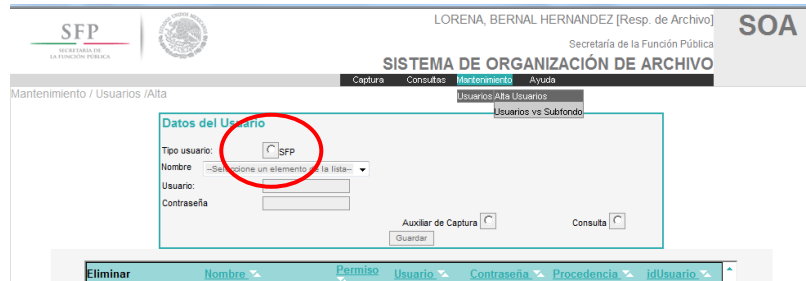 SFP
SECRETARÍA DE
LA FUNCIÓN PÚBLICA
LORENA, BERNAL HERNANDEZ [Resp. de Archivo]
SOA
Secretaría de la Función Pública
SISTEMA DE ORGANIZACIÓN DE ARCHIVO
Captura Consultas Mantenimiento Ayuda
Mantenimiento / Usuarios /Alta
Usuarios Alta Usuarios
Usuarios vs Subfondo
Datos del Usuario
Tipo usuario: SFP
Nombre --Seleccione un elemento de la lista--
Usuario:
Contraseña
Auxiliar de Captura Consulta
Guardar
Eliminar Nombre Permiso Usuario Contraseña Procedencia idUsuario